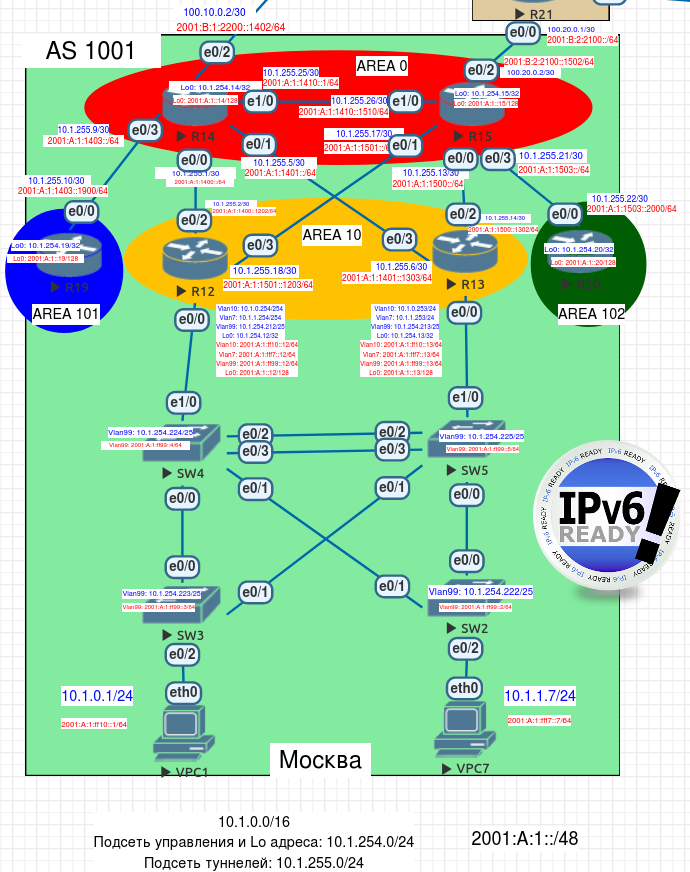 R21
100.10.0.2/30
2001:B:1:2200::1402/64
100.20.0.1/30
2001:B:2:2100::/64
e0/0
AS 1001
e0/2
AREA 0
2001:B:2:2100::1502/64
100.20.0.2/30
e0/2
10.1.255.25/30
2001:A:1:1410::1/64
Lo0: 10.1.254.14/32
Lo0: 2001:A:1::14/128
e1/0
10.1.255.26/30
2001:A:1:1410::1510/64
e1/0
Lo0: 10.1.254.15/32
Lo0: 2001:A:1::15/128
R14
R15
10.1.255.9/30
2001:A:1:1403::/64
e0/3
e0/1
10.1.255.17/30
2001:A:1:1501::/
e0/1
e0/0
10.1.255.5/30
2001:A:1:1401::/64
e0/0
e0/3
10.1.255.21/30
2001:A:1:1503::/64
10.1.255.1/30
2001:A:1:1400::/64
10.1.255.13/30
2001:A:1:1500::/64
10.1.255.10/30
2001:A:1:1403::1900/64
e0/0
10.1.255.2/30
2001:A:1:1400::1202/64
e0/2
e0/2
10.1.255.14/30
2001:A:1:1500::1302/64
10.1.255.22/30
2001:A:1:1503::2000/64
e0/0
AREA 10
e0/3
e0/3
Lo0: 10.1.254.19/32
Lo0: 2001:A:1::19/128
R19
AREA 101
R12
10.1.255.18/30
2001:A:1:1501::1203/64
10.1.255.6/30
2001:A:1:1401::1303/64
R13
Lo0: 10.1.254.20/32
Lo0: 2001:A:1::20/128
R20
AREA 102
e0/0
Vlan10: 10.1.0.254/254
Vlan7: 10.1.1.254/254
Vlan99: 10.1.254.212/25
Lo0: 10.1.254.12/32
Vlan10: 2001:A:1:ff10::12/64
Vlan7: 2001:A:1:fff7::12/64
Vlan99: 2001:A:1:ff99::12/64
Lo0: 2001:A:1::12/128
Vlan10: 10.1.0.253/24
Vlan7: 10.1.1.253/24
Vlan99: 10.1.254.213/25
Lo0: 10.1.254.13/32
Vlan10: 2001:A:1:ff10::13/64
Vlan7: 2001:A:1:fff7::13/64
Vlan99: 2001:A:1:ff99::13/64
Lo0: 2001:A:1::13/128
e0/0
e1/0
e1/0
Vlan99: 10.1.254.224/25
Vlan99: 2001:A:1:ff99::4/64
SW4
e0/2
e0/3
e0/2
e0/3
Vlan99: 10.1.254.225/25
Vlan99: 2001:A:1:ff99::5/64
SW5
e0/0
e0/1
e0/1
e0/0
IPv6 READY IPv6 READY IPv6 READY IPv6 READY IPv6 READY
IPv6
READY
e0/0
e0/0
Vlan99: 10.1.254.223/25
Vlan99: 2001:A:1:ff99::3/64
SW3
e0/1
e0/1
Vlan99: 10.1.254.222/25
Vlan99: 2001:A:1:ff99::2/64
SW2
e0/2
e0/2
eth0
eth0
10.1.0.1/24
2001:A:1:ff10::1/64
VPC1
10.1.1.7/24
2001:A:1:fff7::7/64
VPC7
Москва
10.1.0.0/16
Подсеть управления и Lo адреса: 10.1.254.0/24
Подсеть туннелей: 10.1.255.0/24
2001:A:1::/48